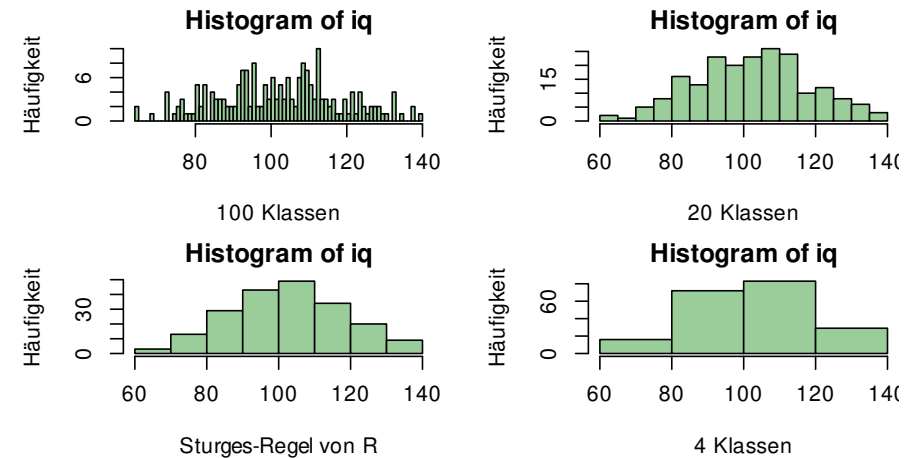 Histogram of iq
Häufigkeit
0 6
80 100 120 140
100 Klassen
Histogram of iq
Häufigkeit
0 15
60 80 100 120 140
20 Klassen
Histogram of iq
Häufigkeit
0 30
60 80 100 120 140
Sturges-Regel von R
Histogram of iq
Häufigkeit
0 60
60 80 100 120 140
4 Klassen